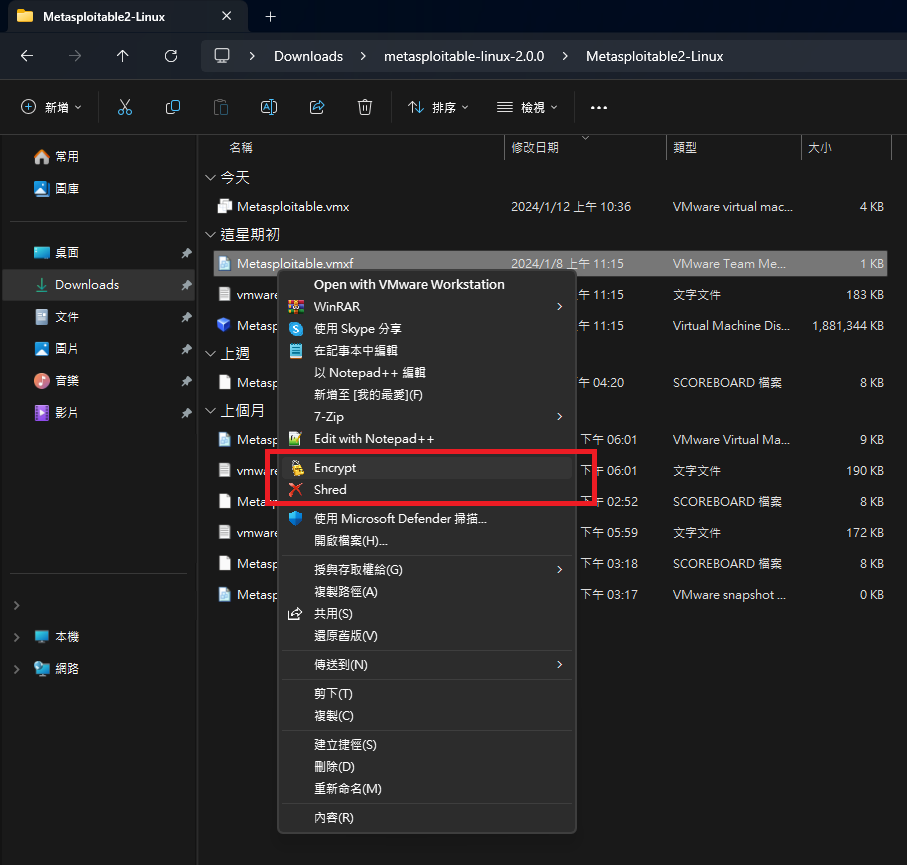 Metasploitable2-Linux
Downloads
metasploitable-linux-2.0.0
Metasploitable2-Linux
新增
排序
檢視
常用
圖庫
桌面
Downloads
文件
圖片
音樂
影片
本機
網路
名稱 修改日期 類型 大小
今天
Metasploitable.vmx 2024/1/12 上午 10:36 VMware virtual mac... 4 KB
這星期初
Metasploitable.vmxf 2024/1/8 上午 11:15 VMware Team Me... 1 KB
vmware 午 11:15 文字文件 183 KB
Metasp 午 11:15 Virtual Machine Dis... 1,881,344 KB
上週
Metasp 午 04:20 SCOREBOARD 檔案 8 KB
上個月
Metasp 下午 06:01 VMware Virtual Ma... 9 KB
vmware 下午 06:01 文字文件 190 KB
Metasp 下午 02:52 SCOREBOARD 檔案 8 KB
vmware 下午 05:59 文字文件 172 KB
Metasp 下午 03:18 SCOREBOARD 檔案 8 KB
Metasp 下午 03:17 VMware snapshot ... 0 KB
Open with VMware Workstation
WinRAR
使用 Skype 分享
在記事本中編輯
以 Notepad++ 編輯
新增至 [我的最愛](F)
7-Zip
Edit with Notepad++
Encrypt
Shred
使用 Microsoft Defender 掃描...
開啟檔案(H)...
授與存取權給(G)
複製路徑(A)
共用(S)
還原舊版(V)
傳送到(N)
剪下(T)
複製(C)
建立捷徑(S)
刪除(D)
重新命名(M)
內容(R)